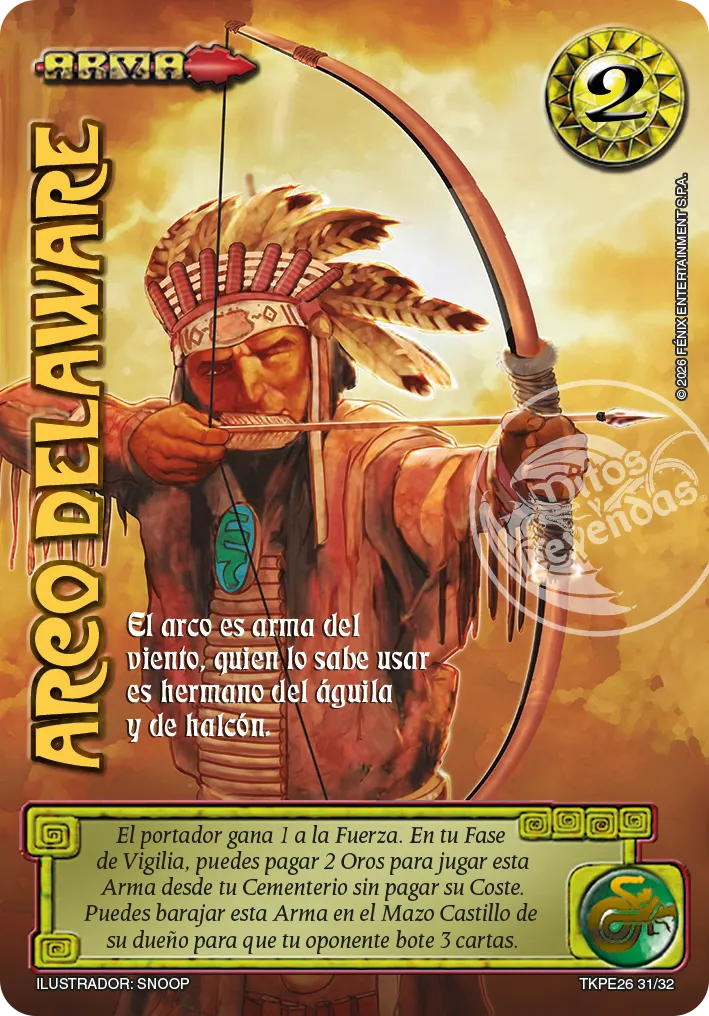 ARMA
2
ARCO DELAWARE
© 2026 FÉNIX ENTERTAINMENT S.P.A.
mitos
y
leyendas
El arco es arma del
viento, quien lo sabe usar
es hermano del águila
y de halcón.
El portador gana 1 a la Fuerza. En tu Fase
de Vigilia, puedes pagar 2 Oros para jugar esta
Arma desde tu Cementerio sin pagar su Coste.
Puedes barajar esta Arma en el Mazo Castillo de
su dueño para que tu oponente bote 3 cartas.
ILUSTRADOR: SNOOP
TKPE26 31/32